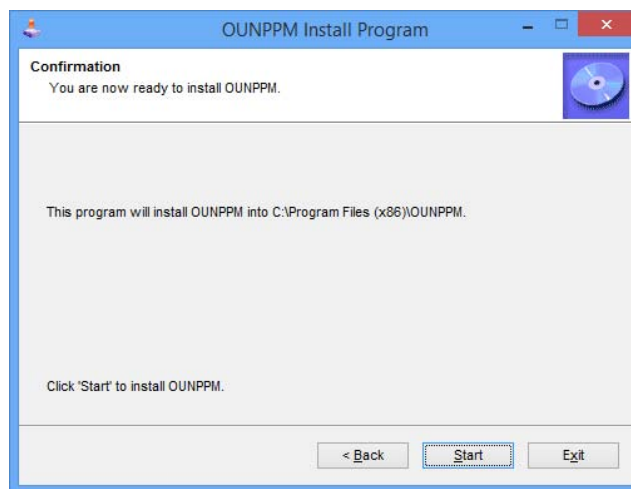 OUNPPM Install Program
Confirmation
You are now ready to install OUNPPM.
This program will install OUNPPM into C:\Program Files (x86)\OUNPPM.
Click 'Start' to install OUNPPM.
< Back Start Exit